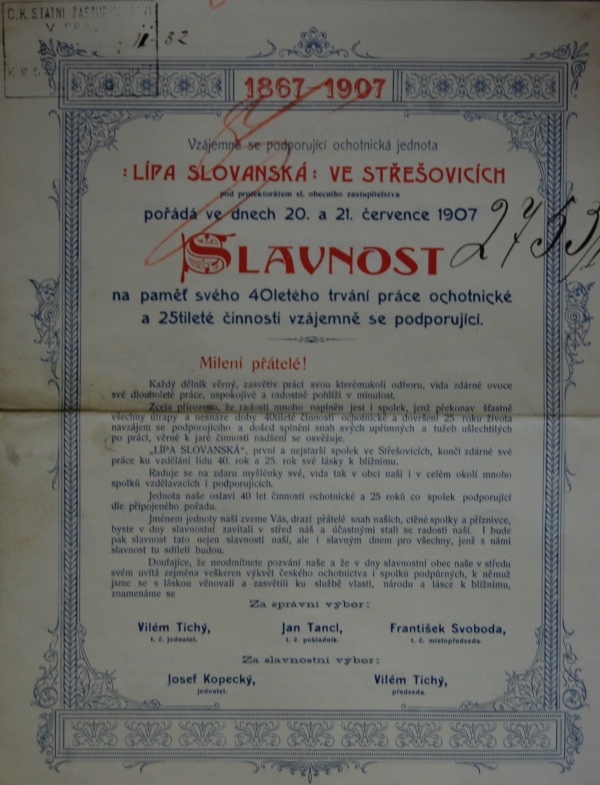 C. K. STÁTNI
V
II - 32
1867-1907
Vzájemně se podporující ochotnická jednota
:LÍPA SLOVANSKÁ: VE STŘEŠOVICÍCH
pod protektorátem sl. obecního zastupitelstva
pořádá ve dnech 20. a 21. července 1907
2753/1
SLAVNOST
na paměť svého 40letého trvání práce ochotnické
a 25tileté činnosti vzájemně se podporující.
Milení přátelé!
Každý dělník věrný, zasvětiv práci svou kterémukoli odboru, vida zdárné ovoce
své dlouholeté práce, uspokojivě a radostně pohlíží v minulost.
Zcela přirozeno, že radostí mnoho naplněn jest i spolek, jenž překonav šťastně
všechny útrapy a nesnáze doby 40tileté činnosti ochotnické a dovršení 25. roku života
navzájem se podporujícího a došed splnění snah svých upřímných a tužeb ušlechtilých
po práci, věrně k jaré činnosti nadšení se osvěžuje.
„LÍPA SLOVANSKÁ", první a nejstarší spolek ve Střešovicích, končí zdárné své
práce ku vzdělání lidu 40. rok a 25. rok své lásky k bližnímu.
Raduje se na zdaru myšlénky své, vida tak v obci naší i v celém okolí mnoho
spolků vzdělavacích i podporujících.
Jednota naše oslaví 40 let činnosti ochotnické a 25 roků co spolek podporující
dle připojeného pořadu.
Jménem jednoty naší zveme Vás, drazí přátelé snah našich, ctěné spolky a příznivce,
byste v dny slavnostní zavítali v střed náš a účastnými stali se radosti naší. I bude
pak slavnost tato nejen slavností naší, ale i slavným dnem pro všechny, jenž s námi
slavnost tu sdíleti budou.
Doufajíce, že neodmítnete pozvání naše a že v dny slavnostní obec naše v středu
svém uvítá zejména veškeren výkvět českého ochotnictva i spolků podpůrných, k němuž
jsme se s láskou věnovali a zasvětili ku službě vlasti, národu a lásce k bližnímu,
znamenáme se
Za správní výbor:
Vilém Tichý, Jan Tancl, František Svoboda,
t. č. jednatel. t. č. pokladník. t. č. místopředseda.
Za slavnostní výbor:
Josef Kopecký, Vilém Tichý,
jednatel. předseda.